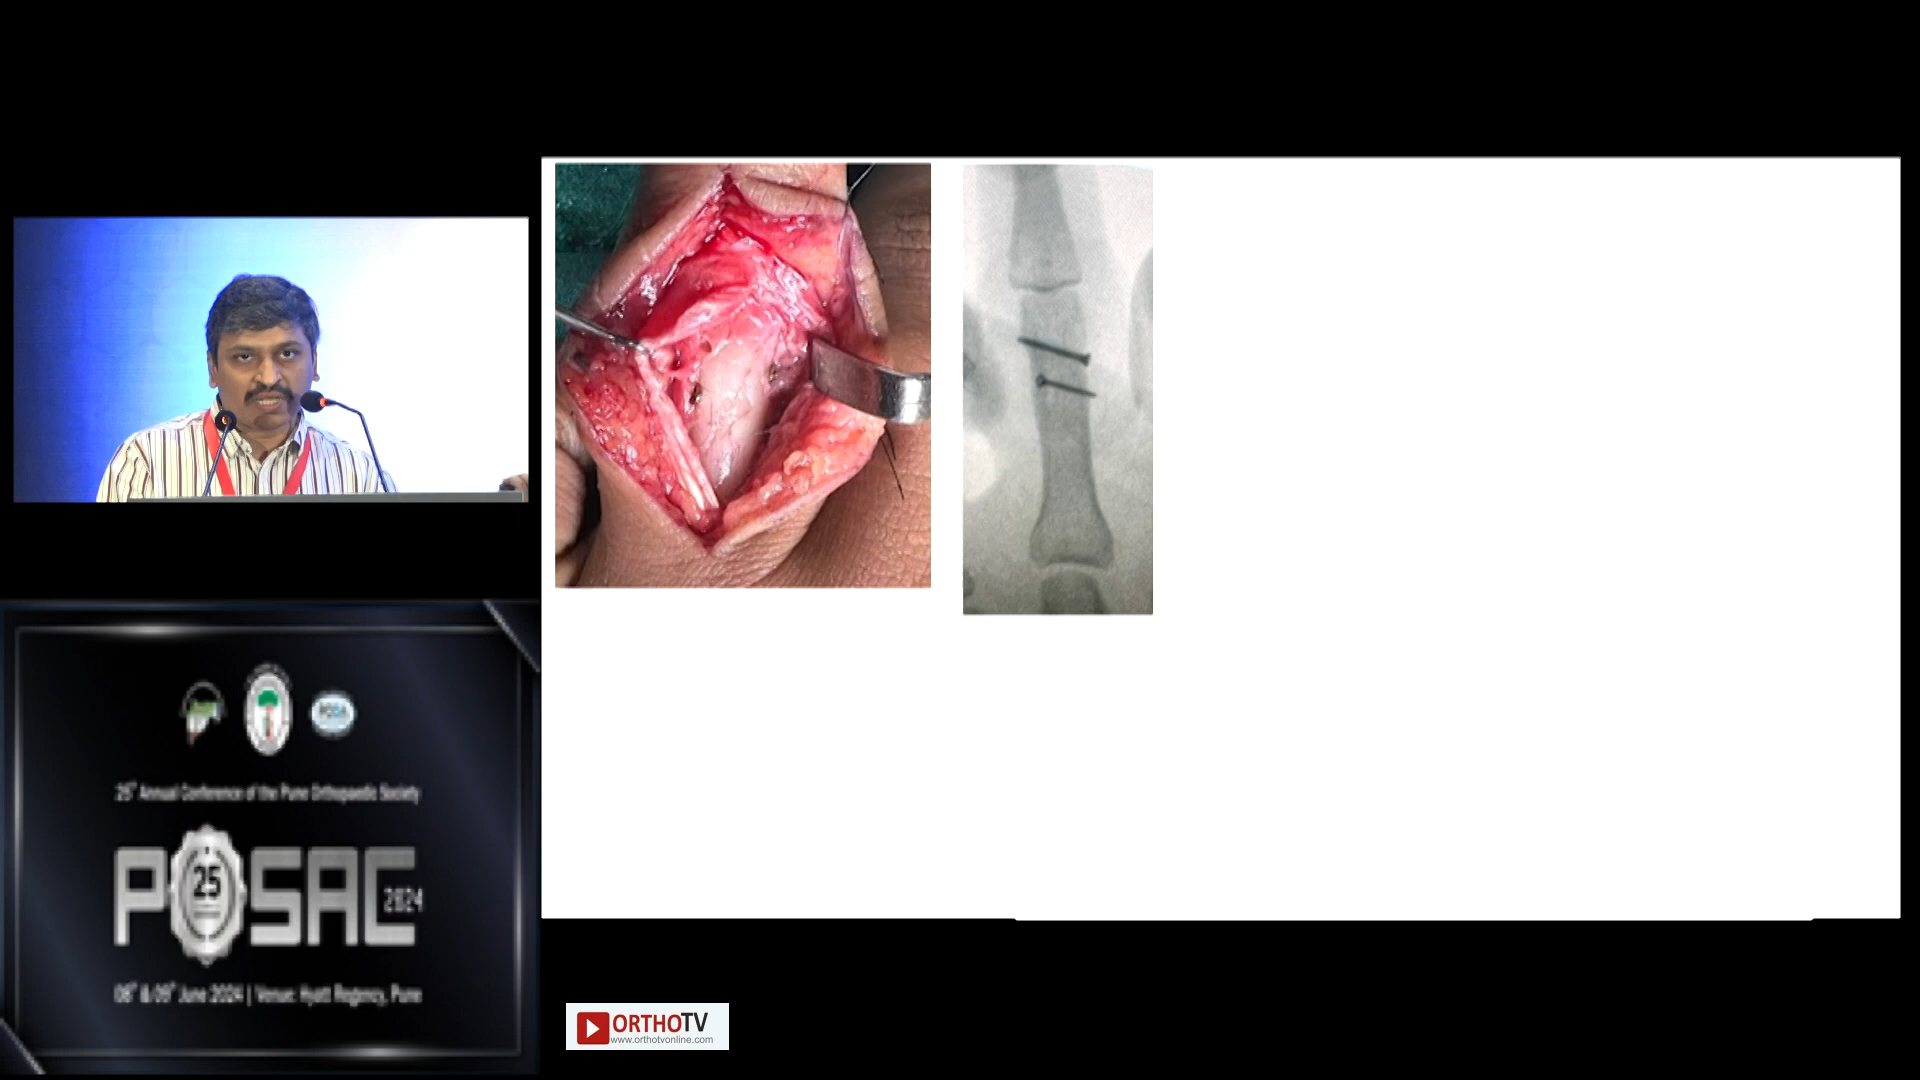 25th Annual Conference of the Pune Orthopaedic Society
POSAC
25
2024
08th & 09th June 2024 | Venue: Hyatt Regency, Pune
ORTHOTV
www.orthotvonline.com